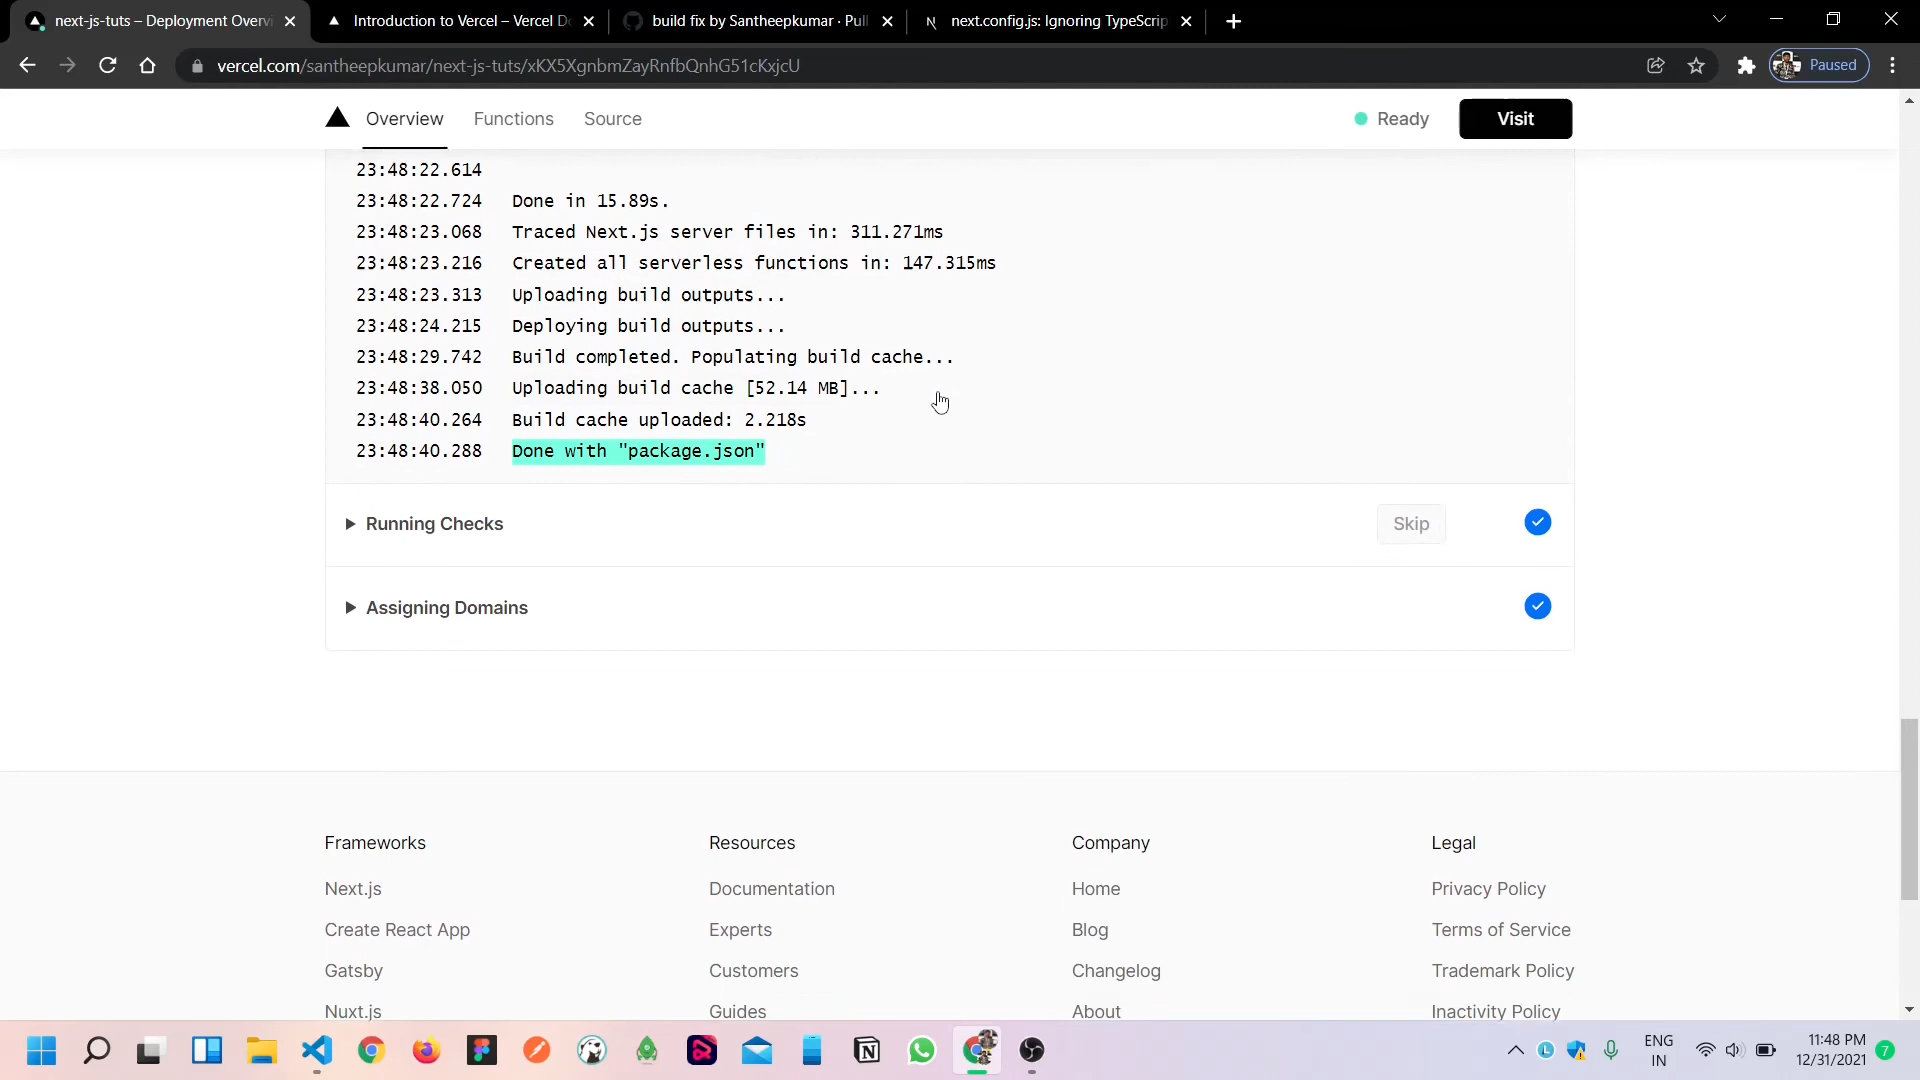 next-js-tuts – Deployment Overvi
Introduction to Vercel – Vercel Do
build fix by Santheepkumar · Pull
next.config.js: Ignoring TypeScrip
vercel.com/santheepkumar/next-js-tuts/xKX5XgnbmZayRnfbQnhG51cKxjcU
Paused
Overview
Functions
Source
Ready
Visit
23:48:22.614
23:48:22.724 Done in 15.89s.
23:48:23.068 Traced Next.js server files in: 311.271ms
23:48:23.216 Created all serverless functions in: 147.315ms
23:48:23.313 Uploading build outputs...
23:48:24.215 Deploying build outputs...
23:48:29.742 Build completed. Populating build cache...
23:48:38.050 Uploading build cache [52.14 MB]...
23:48:40.264 Build cache uploaded: 2.218s
23:48:40.288 Done with "package.json"
Running Checks
Skip
Assigning Domains
Frameworks
Next.js
Create React App
Gatsby
Nuxt.js
Resources
Documentation
Experts
Customers
Guides
Company
Home
Blog
Changelog
About
Legal
Privacy Policy
Terms of Service
Trademark Policy
Inactivity Policy
ENG
IN
11:48 PM
12/31/2021
7